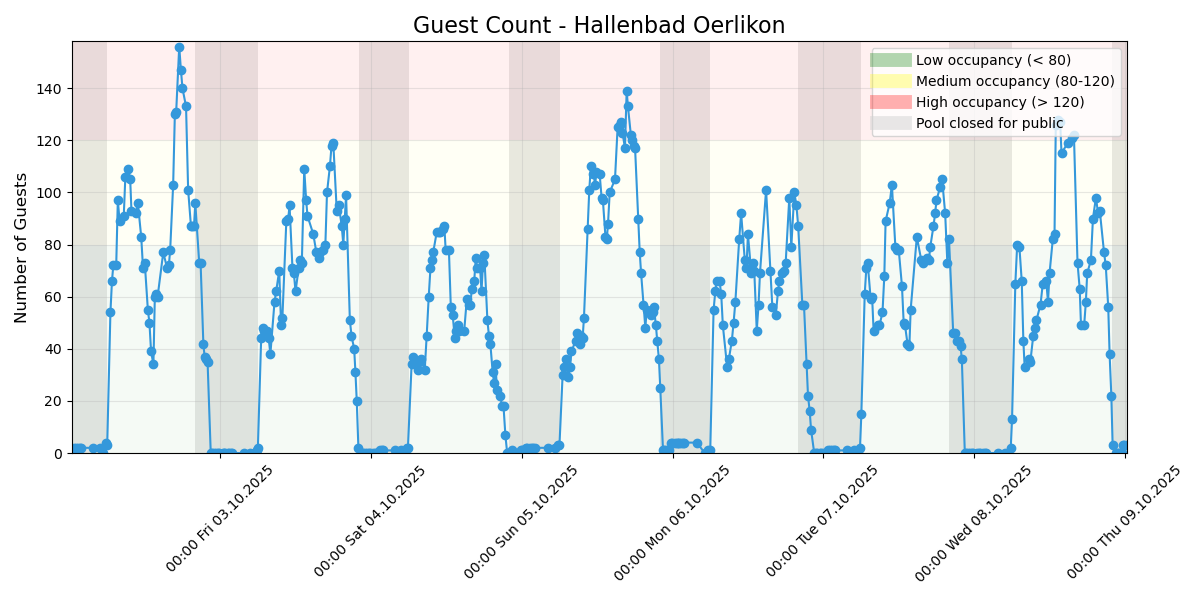 Guest Count - Hallenbad Oerlikon
Low occupancy (< 80)
Medium occupancy (80-120)
High occupancy (> 120)
Pool closed for public
Number of Guests
140
120
100
80
60
40
20
0
00:00 Fri 03.10.2025
00:00 Sat 04.10.2025
00:00 Sun 05.10.2025
00:00 Mon 06.10.2025
00:00 Tue 07.10.2025
00:00 Wed 08.10.2025
00:00 Thu 09.10.2025